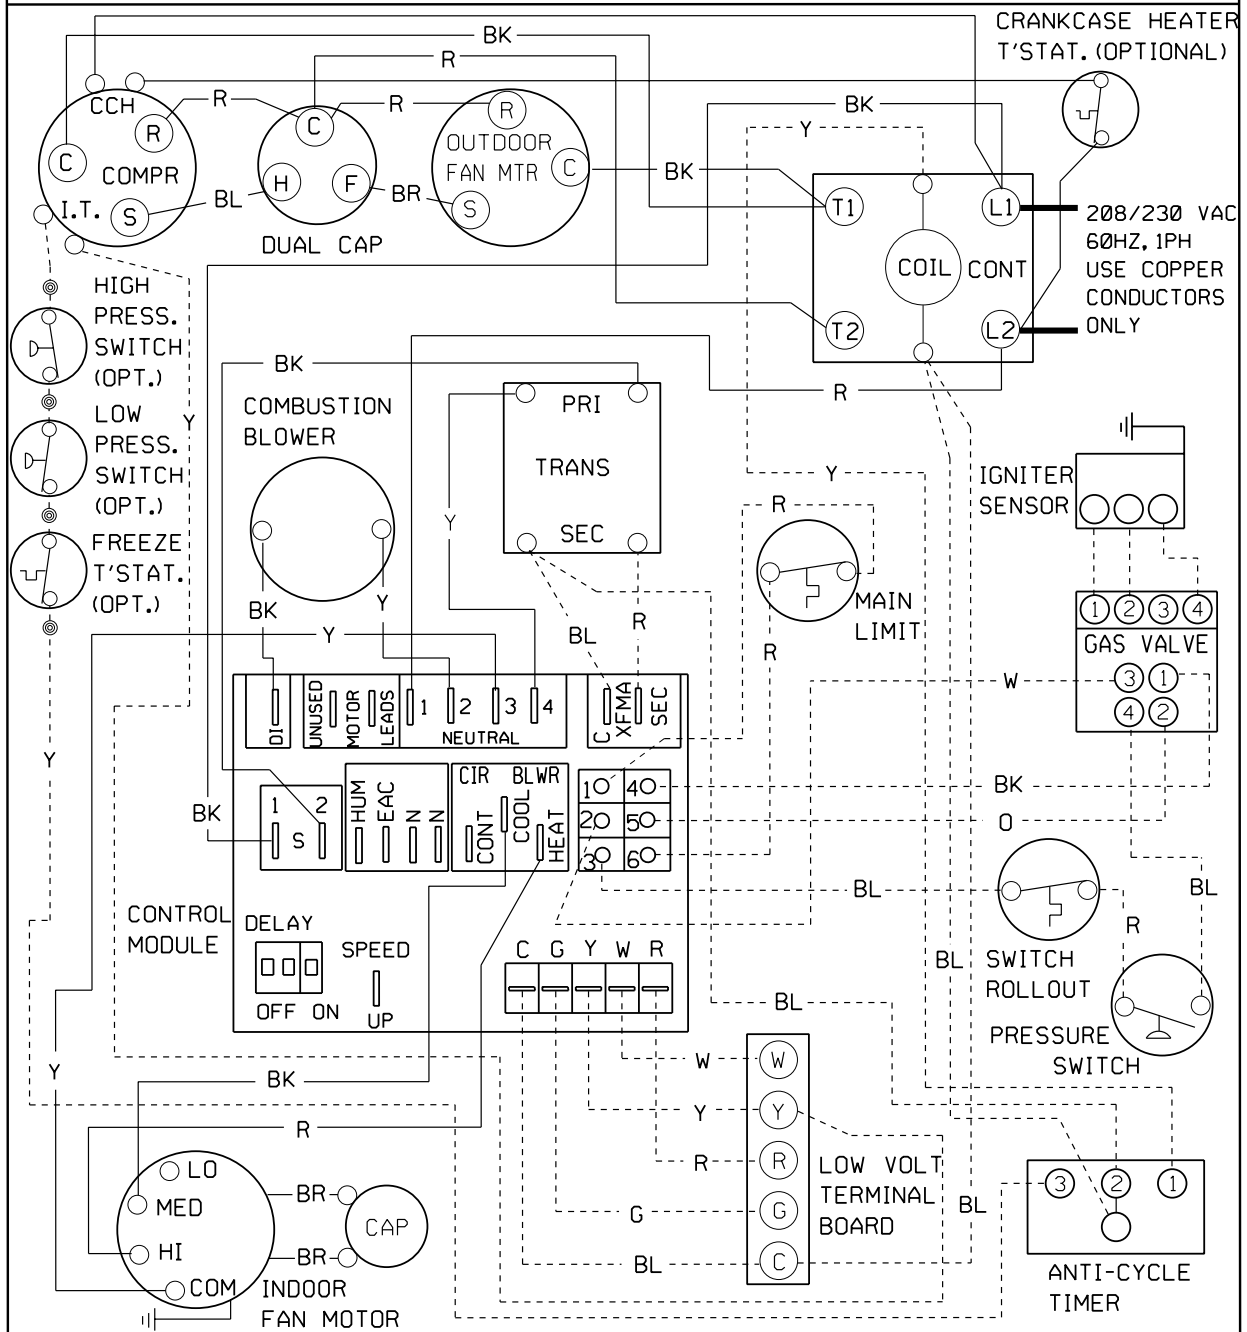 CRANKCASE HEATER
T'STAT. (OPTIONAL)
BK
R
CCH
R
R
C
R
R
C
COMPR
I.T.
S
BL
H
F
BR
OUTDOOR
FAN MTR
C
S
DUAL CAP
BK
Y
BK
T1
L1
COIL
CONT
T2
L2
208/230 VAC
60HZ, 1PH
USE COPPER
CONDUCTORS
ONLY
R
HIGH
PRESS.
SWITCH
(OPT.)
LOW
PRESS.
SWITCH
(OPT.)
FREEZE
T'STAT.
(OPT.)
Y
Y
BK
COMBUSTION
BLOWER
BK
Y
Y
Y
PRI
TRANS
SEC
BL
R
Y
R
MAIN
LIMIT
R
IGNITER
SENSOR
1
2
3
4
GAS VALVE
3
1
4
2
W
BK
O
DI
UNUSED
MOTOR
LEADS
1
2
3
4
NEUTRAL
C
XFMA
SEC
BK
1
2
S
HUM
EAC
N
N
CIR BLWR
CONT
COOL
HEAT
1
4
2
5
3
6
BL
SWITCH
ROLLOUT
R
BL
PRESSURE
SWITCH
CONTROL
MODULE
DELAY
OFF ON
SPEED
UP
C G Y W R
BL
BL
W
Y
R
G
BL
W
Y
R
G
C
LOW VOLT
TERMINAL
BOARD
BL
3
2
1
ANTI-CYCLE
TIMER
Y
BK
R
LO
MED
HI
COM
BR
BR
CAP
INDOOR
FAN MOTOR